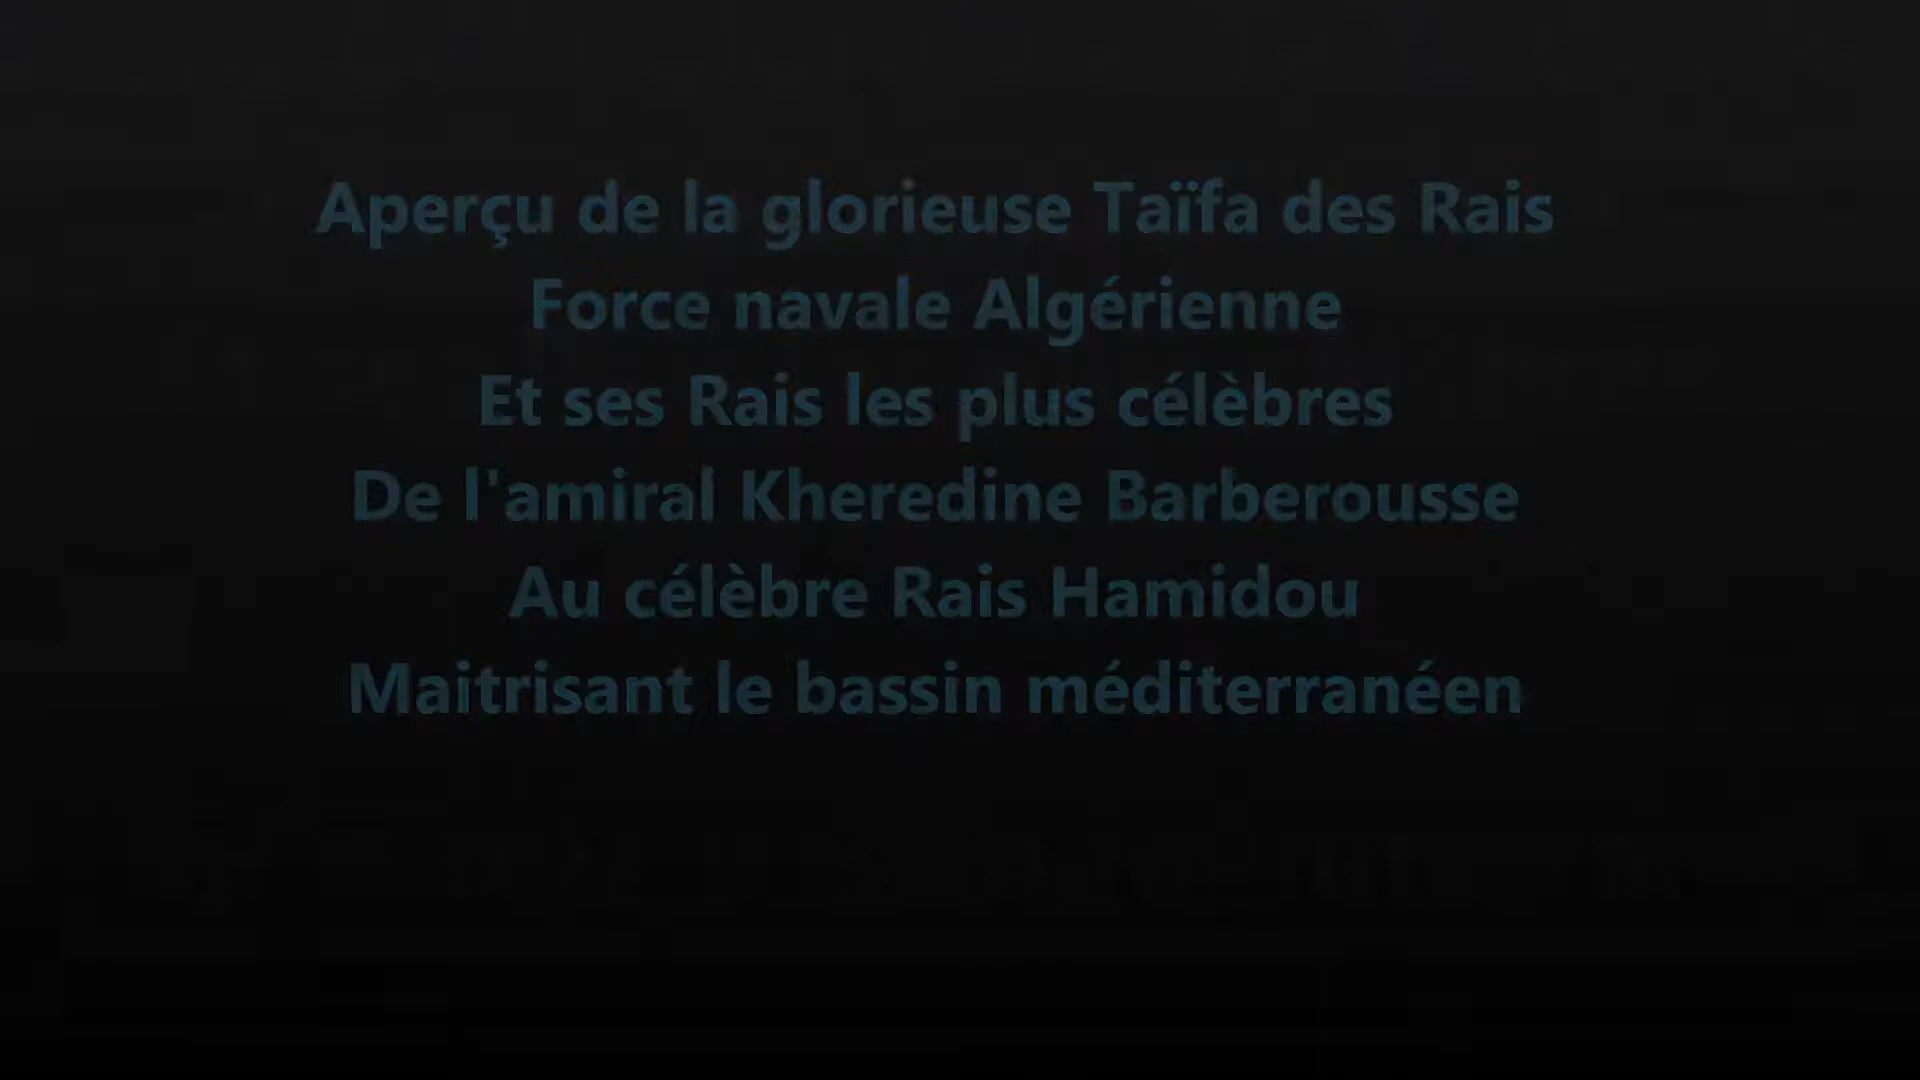 Aperçu de la glorieuse Taïfa des Rais
Force navale Algérienne
Et ses Rais les plus célèbres
De l'amiral Kheredine Barberousse
Au célèbre Rais Hamidou
Maitrisant le bassin méditerranéen